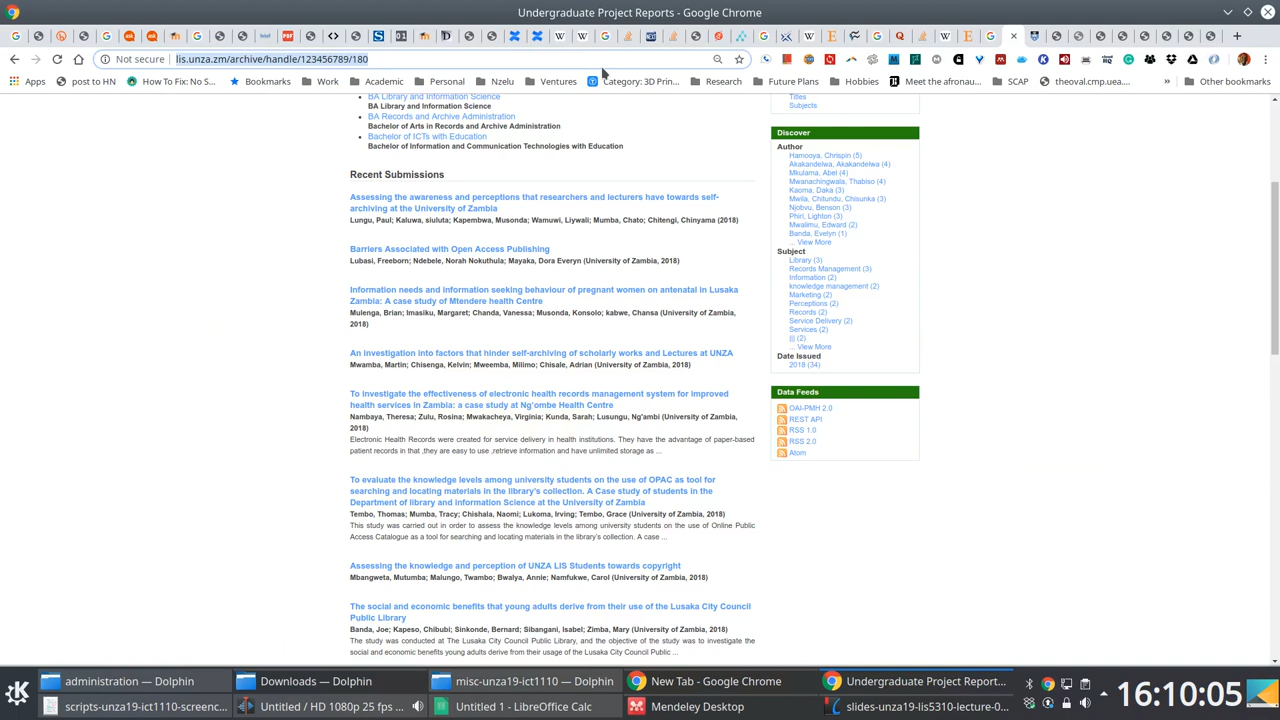 Undergraduate Project Reports - Google Chrome
Not secure
lis.unza.zm/archive/handle/123456789/180
Apps
post to HN
How To: Fic So...
Bookmarks
Work
Academic
Personal
Nzelu
Ventures
Category: 3D Prin...
Research
Future Plans
Hobbies
Meet the afronau...
SCAP
theoval.cmp.uea....
Other bookmarks
BA Library and Information Science
BA Library and Information Science
BA Records and Archive Administration
Bachelor of Arts in Records and Archive Administration
Bachelor of ICTs with Education
Bachelor of Information and Communication Technologies with Education
Recent Submissions
Assessing the awareness and perceptions that researchers and lecturers have towards self-
archiving at the University of Zambia
Lungu, Paul; Kaluwa, siuluta; Kapembwa, Musonda; Wamuwi, Liywali; Mumba, Chato; Chitengi, Chinyama (2018)
Barriers Associated with Open Access Publishing
Lubasi, Freeborn; Ndebele, Norah Nokuthula; Mayaka, Dora Everyn (University of Zambia, 2018)
Information needs and information seeking behaviour of pregnant women on antenatal in Lusaka
Zambia: A case study of Mtendere health Centre
Mulenga, Brian; Imasiku, Margaret; Chanda, Vanessa; Musonda, Konsolo; kabwe, Chansa (University of Zambia,
2018)
An investigation into factors that hinder self-archiving of scholarly works and Lectures at UNZA
Mwamba, Martin; Chisenga, Kelvin; Mweemba, Milimo; Chisale, Adrian (University of Zambia, 2018)
To investigate the effectiveness of electronic health records management system for improved
health services in Zambia: a case study at Ng'ombe Health Centre
Nambaya, Theresa; Zulu, Rosina; Mwakacheya, Virginia; Kunda, Sarah; Lusungu, Ng'ambi (University of Zambia,
2018)
Electronic Health Records were created for service delivery in health institutions. They have the advantage of paper-based
patient records in that ,they are easy to use ,retrieve information and have unlimited storage as ...
To evaluate the knowledge levels among university students on the use of OPAC as tool for
searching and locating materials in the library's collection. A Case study of students in the
Department of library and information Science at the University of Zambia
Tembo, Thomas; Mumba, Tracy; Chishala, Naomi; Lukoma, Irving; Tembo, Grace (University of Zambia, 2018)
This study was carried out in order to assess the knowledge levels among university students on the use of Online Public
Access Catalogue as a tool for searching and locating materials in the library's collection. A case ...
Assessing the knowledge and perception of UNZA LIS Students towards copyright
Mbangweta, Mutumba; Malungo, Twambo; Bwalya, Annie; Namfukwe, Carol (University of Zambia, 2018)
The social and economic benefits that young adults derive from their use of the Lusaka City Council
Public Library
Banda, Joe; Kapeso, Chibubi; Sinkonde, Bernard; Sibangani, Isabel; Zimba, Mary (University of Zambia, 2018)
The study was conducted at The Lusaka City Council Public Library, and the objective of the study was to investigate the
social and economic benefits young adults derive from their usage of the Lusaka City Council Public ...
Titles
Subjects
Discover
Author
Hamooya, Chrispin (5)
Akakandelwa, Akakandelwa (4)
Mkulama, Abel (4)
Mwanachingwala, Thabiso (4)
Kaoma, Daka (3)
Mwila, Chitundu, Chisunka (3)
Njobvu, Benson (3)
Phiri, Lighton (3)
Mwalimu, Edward (2)
Banda, Evelyn (1)
... View More
Subject
Library (3)
Records Management (3)
Information (2)
knowledge management (2)
Marketing (2)
Perceptions (2)
Records (2)
Service Delivery (2)
Services (2)
... View More
Date Issued
2018 (34)
Data Feeds
OAI-PMH 2.0
REST API
RSS 1.0
RSS 2.0
Atom
administration — Dolphin
Downloads — Dolphin
misc-unza19-ict1110 — Dolphin
New Tab - Google Chrome
Undergraduate Project Report...
scripts-unza19-ict1110-screenc...
Untitled / HD 1080p 25 fps ...
Untitled 1 - LibreOffice Calc
Mendeley Desktop
slides-unza19-lis5310-lecture-0...
16:10:05